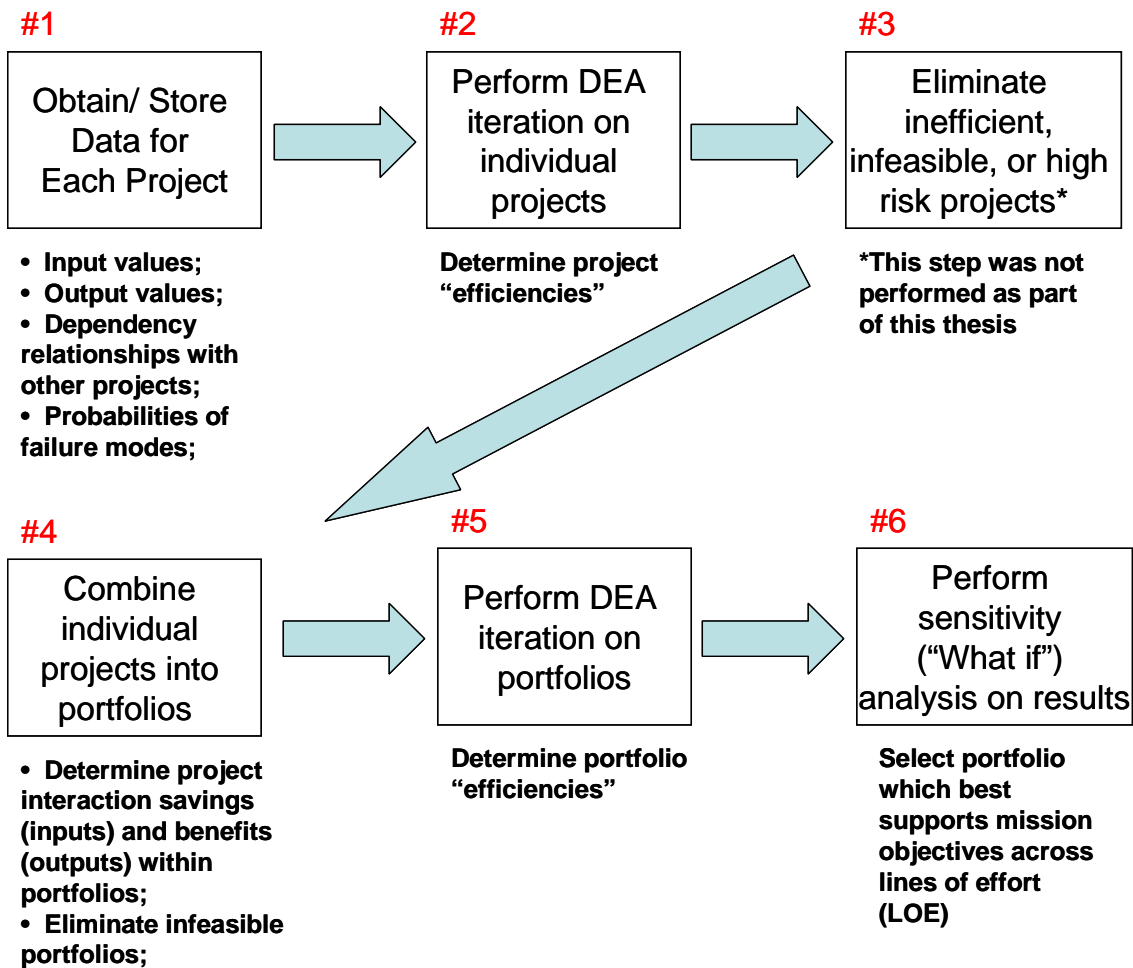 #1
Obtain/ Store
Data for
Each Project
• Input values;
• Output values;
• Dependency
relationships with
other projects;
• Probabilities of
failure modes;
#2
Perform DEA
iteration on
individual
projects
Determine project
“efficiencies”
#3
Eliminate
inefficient,
infeasible, or high
risk projects*
*This step was not
performed as part
of this thesis
#4
Combine
individual
projects into
portfolios
• Determine project
interaction savings
(inputs) and benefits
(outputs) within
portfolios;
• Eliminate infeasible
portfolios;
#5
Perform DEA
iteration on
portfolios
Determine portfolio
“efficiencies”
#6
Perform
sensitivity
(“What if”)
analysis on results
Select portfolio
which best
supports mission
objectives across
lines of effort
(LOE)